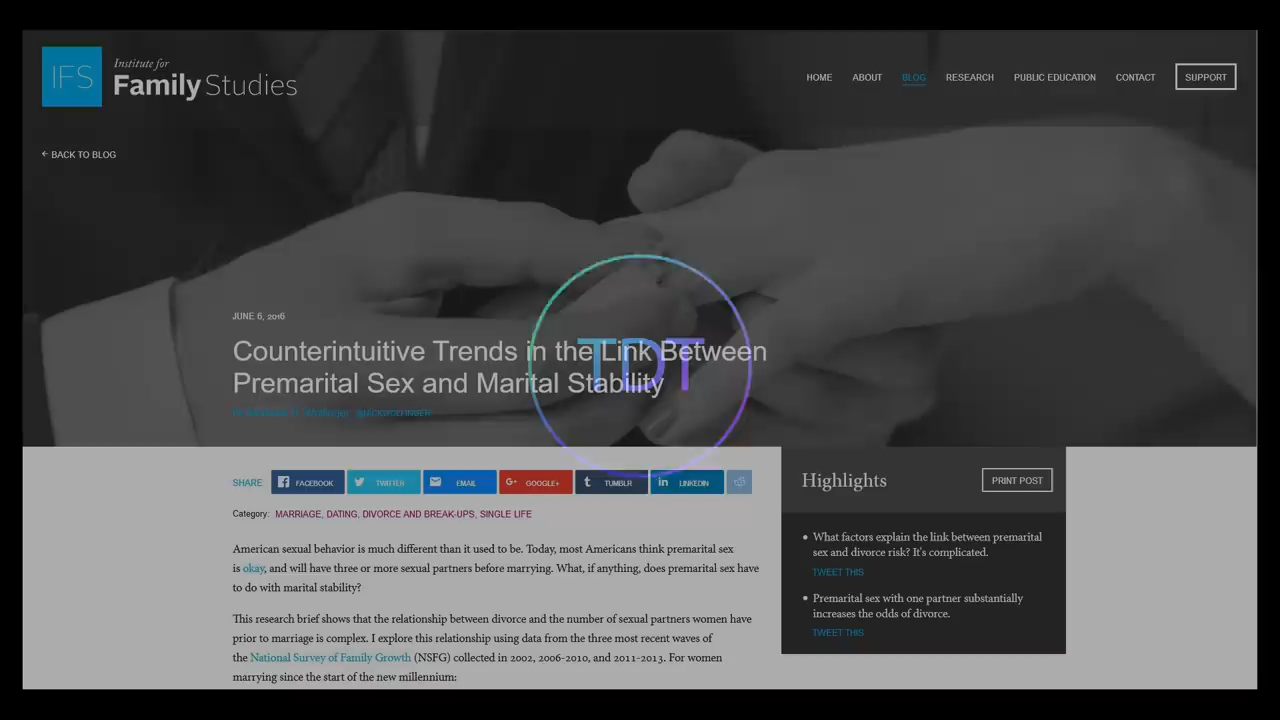 IFS
Institute for
Family Studies
HOME ABOUT BLOG RESEARCH PUBLIC EDUCATION CONTACT SUPPORT
← BACK TO BLOG
JUNE 6, 2016
Counterintuitive Trends in the Link Between
Premarital Sex and Marital Stability
TDT
@NICKWOLFINGER
SHARE FACEBOOK TWITTER EMAIL GOOGLE+ TUMBLR LINKEDIN
Category: MARRIAGE, DATING, DIVORCE AND BREAK-UPS, SINGLE LIFE
American sexual behavior is much different than it used to be. Today, most Americans think premarital sex
is okay, and will have three or more sexual partners before marrying. What, if anything, does premarital sex have
to do with marital stability?
This research brief shows that the relationship between divorce and the number of sexual partners women have
prior to marriage is complex. I explore this relationship using data from the three most recent waves of
the National Survey of Family Growth (NSFG) collected in 2002, 2006-2010, and 2011-2013. For women
marrying since the start of the new millennium:
Highlights
PRINT POST
• What factors explain the link between premarital
sex and divorce risk? It's complicated.
TWEET THIS
• Premarital sex with one partner substantially
increases the odds of divorce.
TWEET THIS